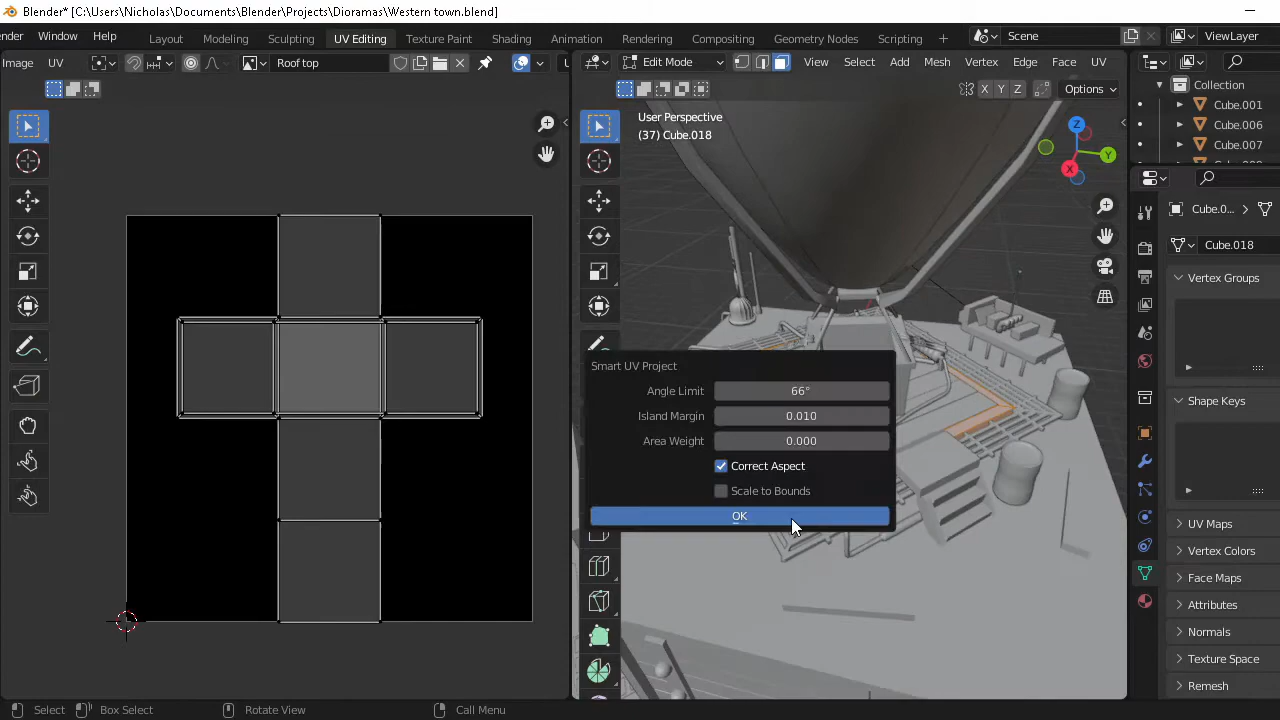 Blender* [C:\Users\Nicholas\Documents\Blender\Projects\Dioramas\Western town.blend]
ender Window Help Layout Modeling Sculpting UV Editing Texture Paint Shading Animation Rendering Compositing Geometry Nodes Scripting + Scene ViewLayer
Image UV Roof top U Edit Mode View Select Add Mesh Vertex Edge Face UV
X Y Z Options
Collection
Cube.001
Cube.006
Cube.007
User Perspective
(37) Cube.018
Z
Y
X
Cube.0...
Cube.018
Vertex Groups
Smart UV Project
Angle Limit 66°
Island Margin 0.010
Area Weight 0.000
Correct Aspect
Scale to Bounds
OK
Shape Keys
UV Maps
Vertex Colors
Face Maps
Attributes
Normals
Texture Space
Remesh
Select Box Select Rotate View Call Menu